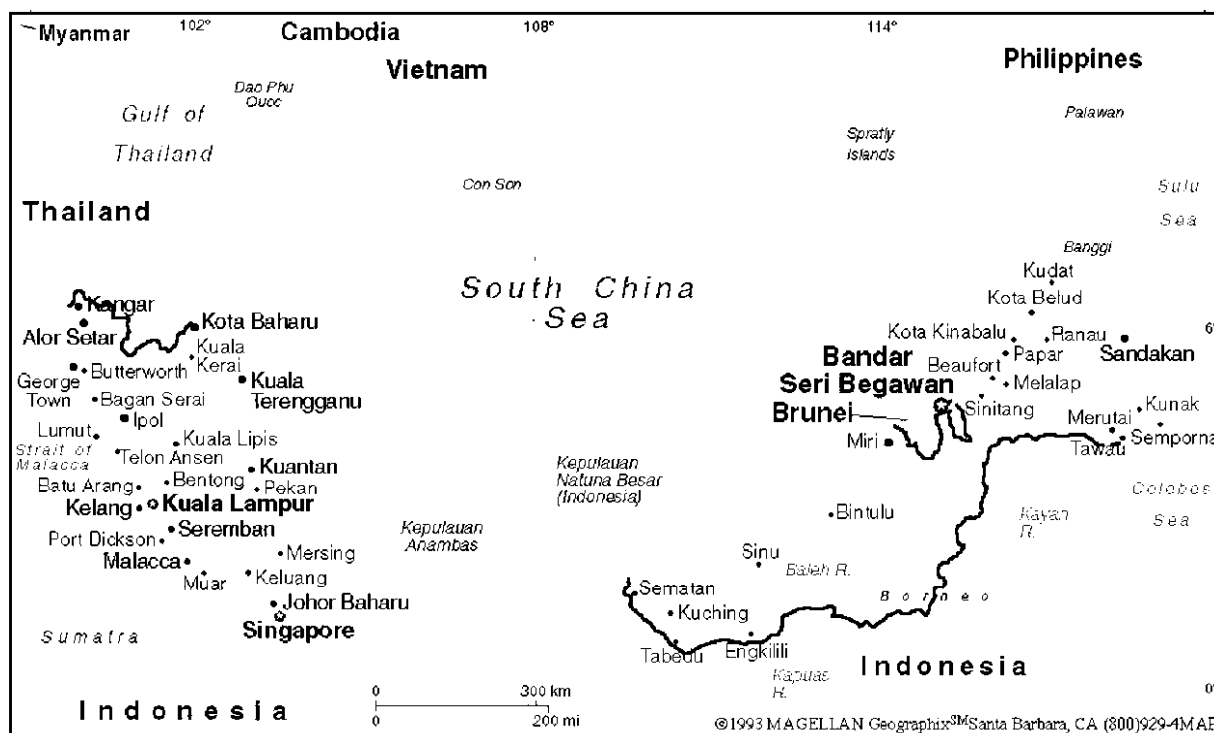 Myanmar
102°
Cambodia
108°
114°
Vietnam
Philippines
Dao Phu
Quoc
Gulf of
Thailand
Palawan
Spratly
Islands
Con Son
Sulu
Sea
Thailand
Banggi
South China
Sea
Kudat
Kota Belud
Kangar
Alor Setar
Kota Baharu
Kuala
Kerai
Kota Kinabalu
Ranau
6°
Bandar
Seri Begawan
Papar
Sandakan
Beaufort
Melalap
George
Town
Butterworth
Kuala
Terengganu
Bagan Serai
Ipol
Brunei
Sinitang
Kunak
Merutai
Miri
Semporna
Tawau
Lumut
Kuala Lipis
Strait of
Malacca
Telon Ansen
Kuantan
Kepulauan
Natuna Besar
(Indonesia)
Batu Arang
Bentong
Pekan
Celebes
Sea
Kelang
Kuala Lampur
Bintulu
Kayan
R.
Seremban
Kepulauan
Anambas
Port Dickson
Malacca
Mersing
Sinu
Baleh R.
Muar
Keluang
Sematan
Borneo
Johor Baharu
Kuching
Singapore
Sumatra
Tabedu
Engkilili
Indonesia
Kapuas
R.
0
300 km
0
200 mi
Indonesia
0°
©1993 MAGELLAN Geographix℠Santa Barbara, CA (800)929-4MAP